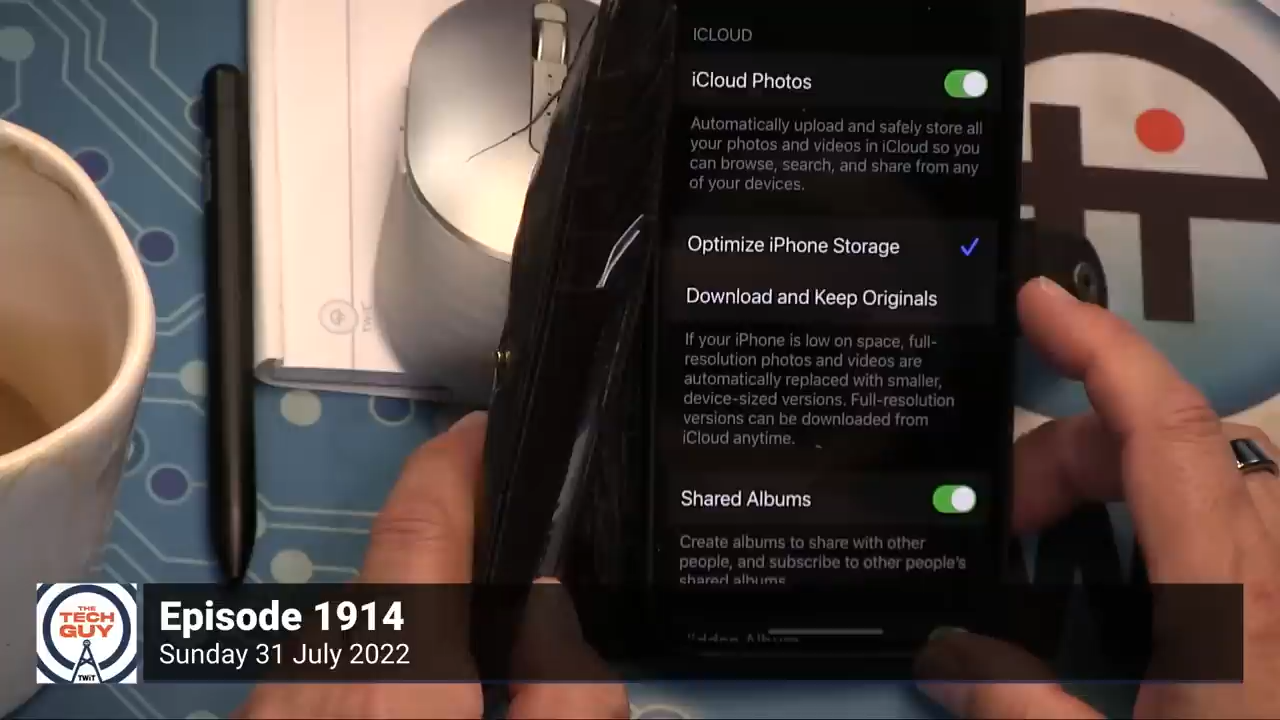 ICLOUD
iCloud Photos
Automatically upload and safely store all
your photos and videos in iCloud so you
can browse, search, and share from any
of your devices.
Optimize iPhone Storage
Download and Keep Originals
If your iPhone is low on space, full-
resolution photos and videos are
automatically replaced with smaller,
device-sized versions. Full-resolution
versions can be downloaded from
iCloud anytime.
Shared Albums
Create albums to share with other
people, and subscribe to other people's
shared albums.
THE
TECH
GUY
TWiT
Episode 1914
Sunday 31 July 2022